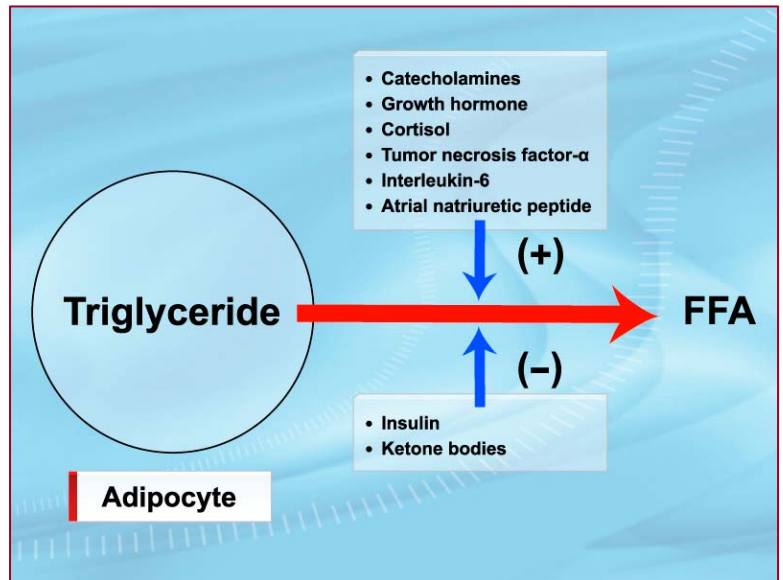 • Catecholamines
• Growth hormone
• Cortisol
• Tumor necrosis factor-α
• Interleukin-6
• Atrial natriuretic peptide
(+)
Triglyceride
FFA
(−)
• Insulin
• Ketone bodies
Adipocyte